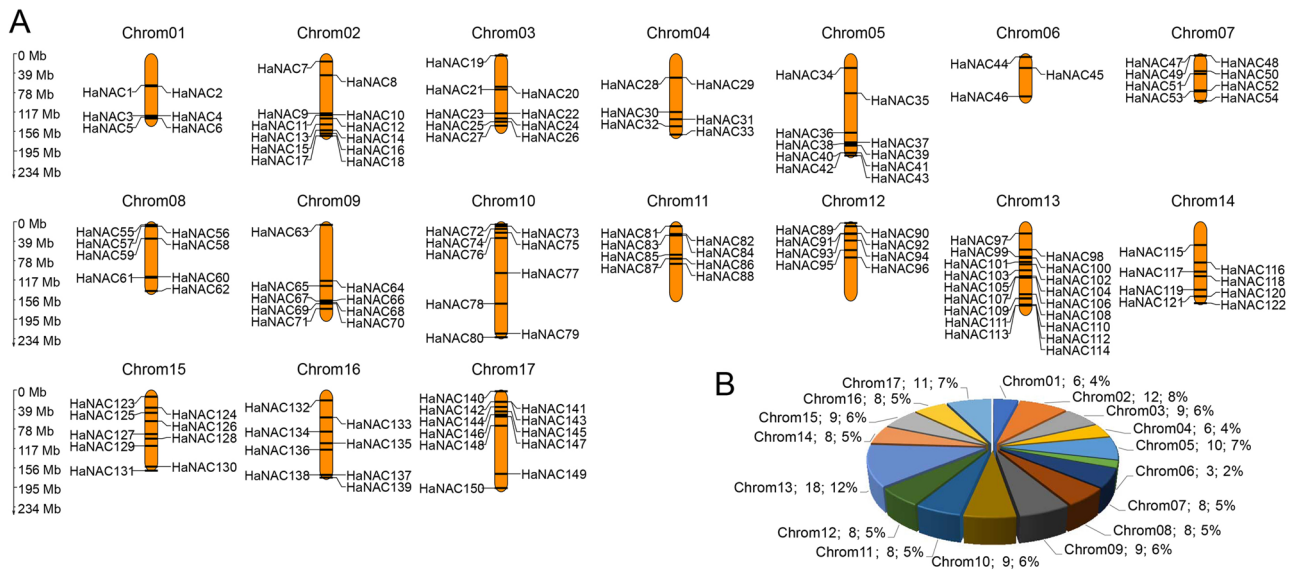 A
Chrom01 Chrom02 Chrom03 Chrom04 Chrom05 Chrom06 Chrom07
0 Mb
39 Mb
78 Mb
117 Mb
156 Mb
195 Mb
234 Mb
HaNAC1 HaNAC2
HaNAC3 HaNAC4
HaNAC5 HaNAC6
HaNAC7
HaNAC8
HaNAC9 HaNAC10
HaNAC11 HaNAC12
HaNAC13 HaNAC14
HaNAC15 HaNAC16
HaNAC17 HaNAC18
HaNAC19
HaNAC21 HaNAC20
HaNAC23 HaNAC22
HaNAC25 HaNAC24
HaNAC27 HaNAC26
HaNAC28 HaNAC29
HaNAC30 HaNAC31
HaNAC32 HaNAC33
HaNAC34
HaNAC35
HaNAC36 HaNAC37
HaNAC38 HaNAC39
HaNAC40 HaNAC41
HaNAC42 HaNAC43
HaNAC44 HaNAC45
HaNAC46
HaNAC47 HaNAC48
HaNAC49 HaNAC50
HaNAC51 HaNAC52
HaNAC53 HaNAC54
Chrom08 Chrom09 Chrom10 Chrom11 Chrom12 Chrom13 Chrom14
0 Mb
39 Mb
78 Mb
117 Mb
156 Mb
195 Mb
234 Mb
HaNAC55 HaNAC56
HaNAC57 HaNAC58
HaNAC59
HaNAC61 HaNAC60
HaNAC62
HaNAC63
HaNAC65 HaNAC64
HaNAC67 HaNAC66
HaNAC69 HaNAC68
HaNAC71 HaNAC70
HaNAC72 HaNAC73
HaNAC74 HaNAC75
HaNAC76
HaNAC77
HaNAC78
HaNAC80 HaNAC79
HaNAC81 HaNAC82
HaNAC83 HaNAC84
HaNAC85 HaNAC86
HaNAC87 HaNAC88
HaNAC89 HaNAC90
HaNAC91 HaNAC92
HaNAC93 HaNAC94
HaNAC95 HaNAC96
HaNAC97
HaNAC99 HaNAC98
HaNAC101 HaNAC100
HaNAC103 HaNAC102
HaNAC105 HaNAC104
HaNAC107 HaNAC106
HaNAC109 HaNAC108
HaNAC111 HaNAC110
HaNAC113 HaNAC112
HaNAC114
HaNAC115
HaNAC117 HaNAC116
HaNAC118
HaNAC119 HaNAC120
HaNAC121 HaNAC122
Chrom15 Chrom16 Chrom17
0 Mb
39 Mb
78 Mb
117 Mb
156 Mb
195 Mb
234 Mb
HaNAC123
HaNAC125 HaNAC124
HaNAC126
HaNAC127 HaNAC128
HaNAC129
HaNAC131 HaNAC130
HaNAC132
HaNAC133
HaNAC134
HaNAC135
HaNAC136
HaNAC138 HaNAC137
HaNAC139
HaNAC140
HaNAC142 HaNAC141
HaNAC144 HaNAC143
HaNAC146 HaNAC145
HaNAC148 HaNAC147
HaNAC149
HaNAC150
B
Chrom01; 6; 4%
Chrom02; 12; 8%
Chrom03; 9; 6%
Chrom04; 6; 4%
Chrom05; 10; 7%
Chrom06; 3; 2%
Chrom07; 8; 5%
Chrom08; 8; 5%
Chrom09; 9; 6%
Chrom10; 9; 6%
Chrom11; 8; 5%
Chrom12; 8; 5%
Chrom13; 18; 12%
Chrom14; 8; 5%
Chrom15; 9; 6%
Chrom16; 8; 5%
Chrom17; 11; 7%